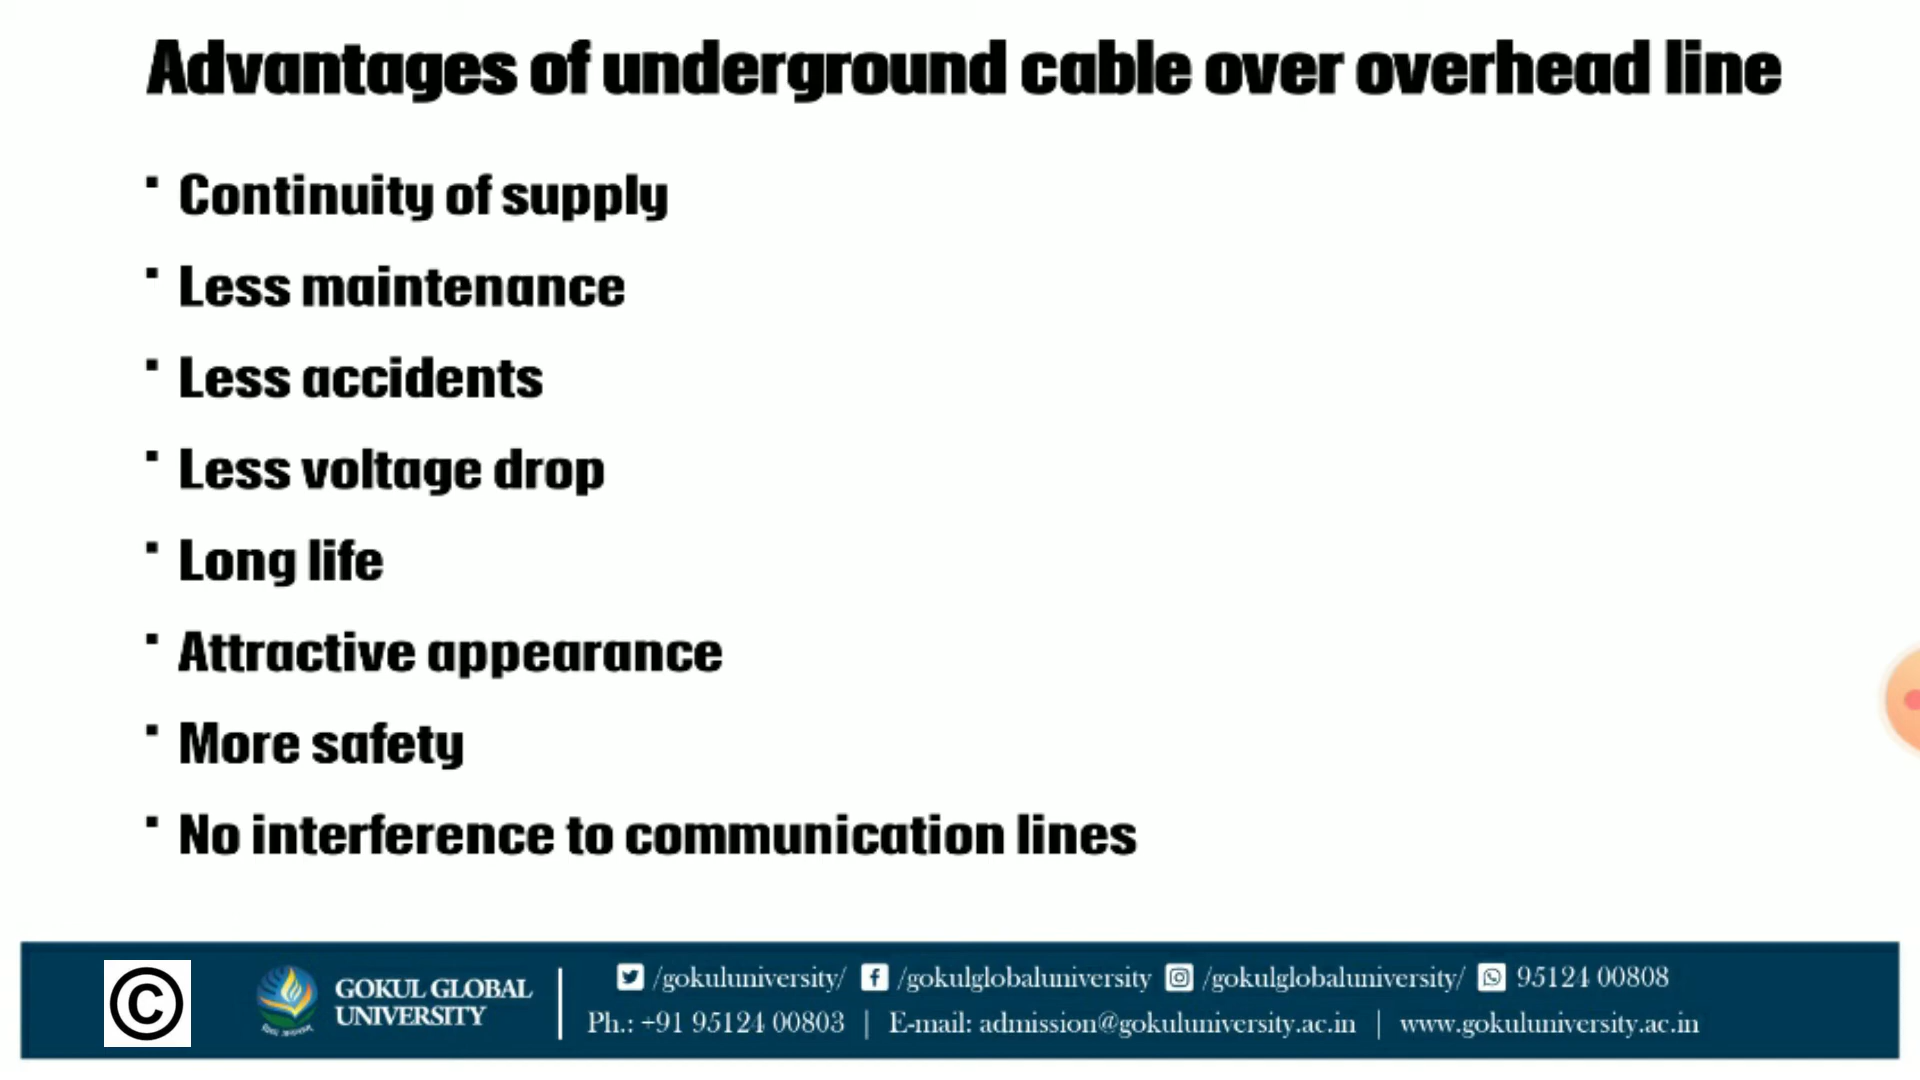 Advantages of underground cable over overhead line
▪ Continuity of supply
▪ Less maintenance
▪ Less accidents
▪ Less voltage drop
▪ Long life
▪ Attractive appearance
▪ More safety
▪ No interference to communication lines
©
GOKUL GLOBAL
UNIVERSITY
/gokuluniversity/ /gokulglobaluniversity /gokulglobaluniversity/ 95124 00808
Ph.: +91 95124 00803 | E-mail: admission@gokuluniversity.ac.in | www.gokuluniversity.ac.in